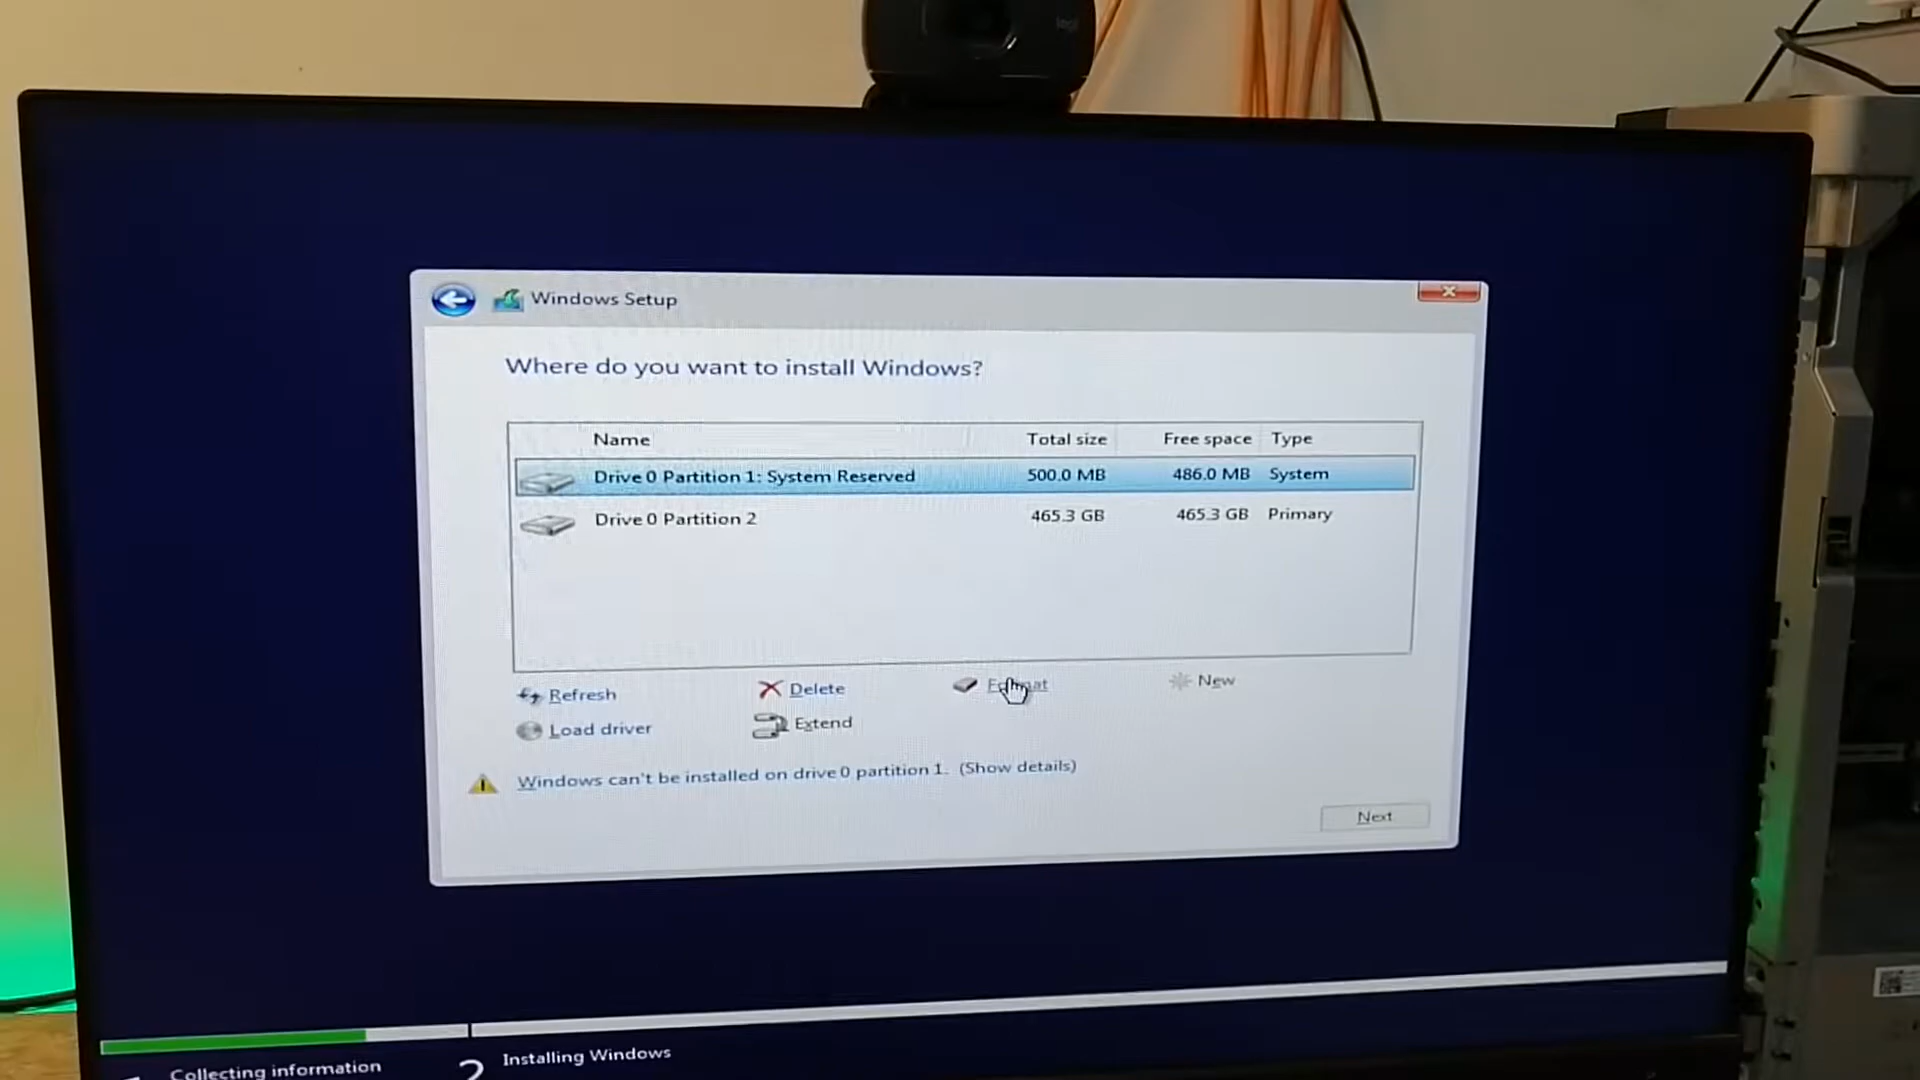 logi
Windows Setup
Where do you want to install Windows?
Name Total size Free space Type
Drive 0 Partition 1: System Reserved 500.0 MB 486.0 MB System
Drive 0 Partition 2 465.3 GB 465.3 GB Primary
Refresh Delete Format New
Load driver Extend
Windows can't be installed on drive 0 partition 1. (Show details)
Next
Collecting information 2 Installing Windows